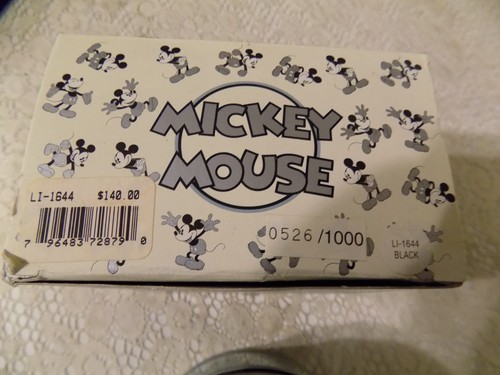 MICKEY
MOUSE
LI-1644 $140.00
7 96483 72879 0
0526/1000
LI-1644
BLACK